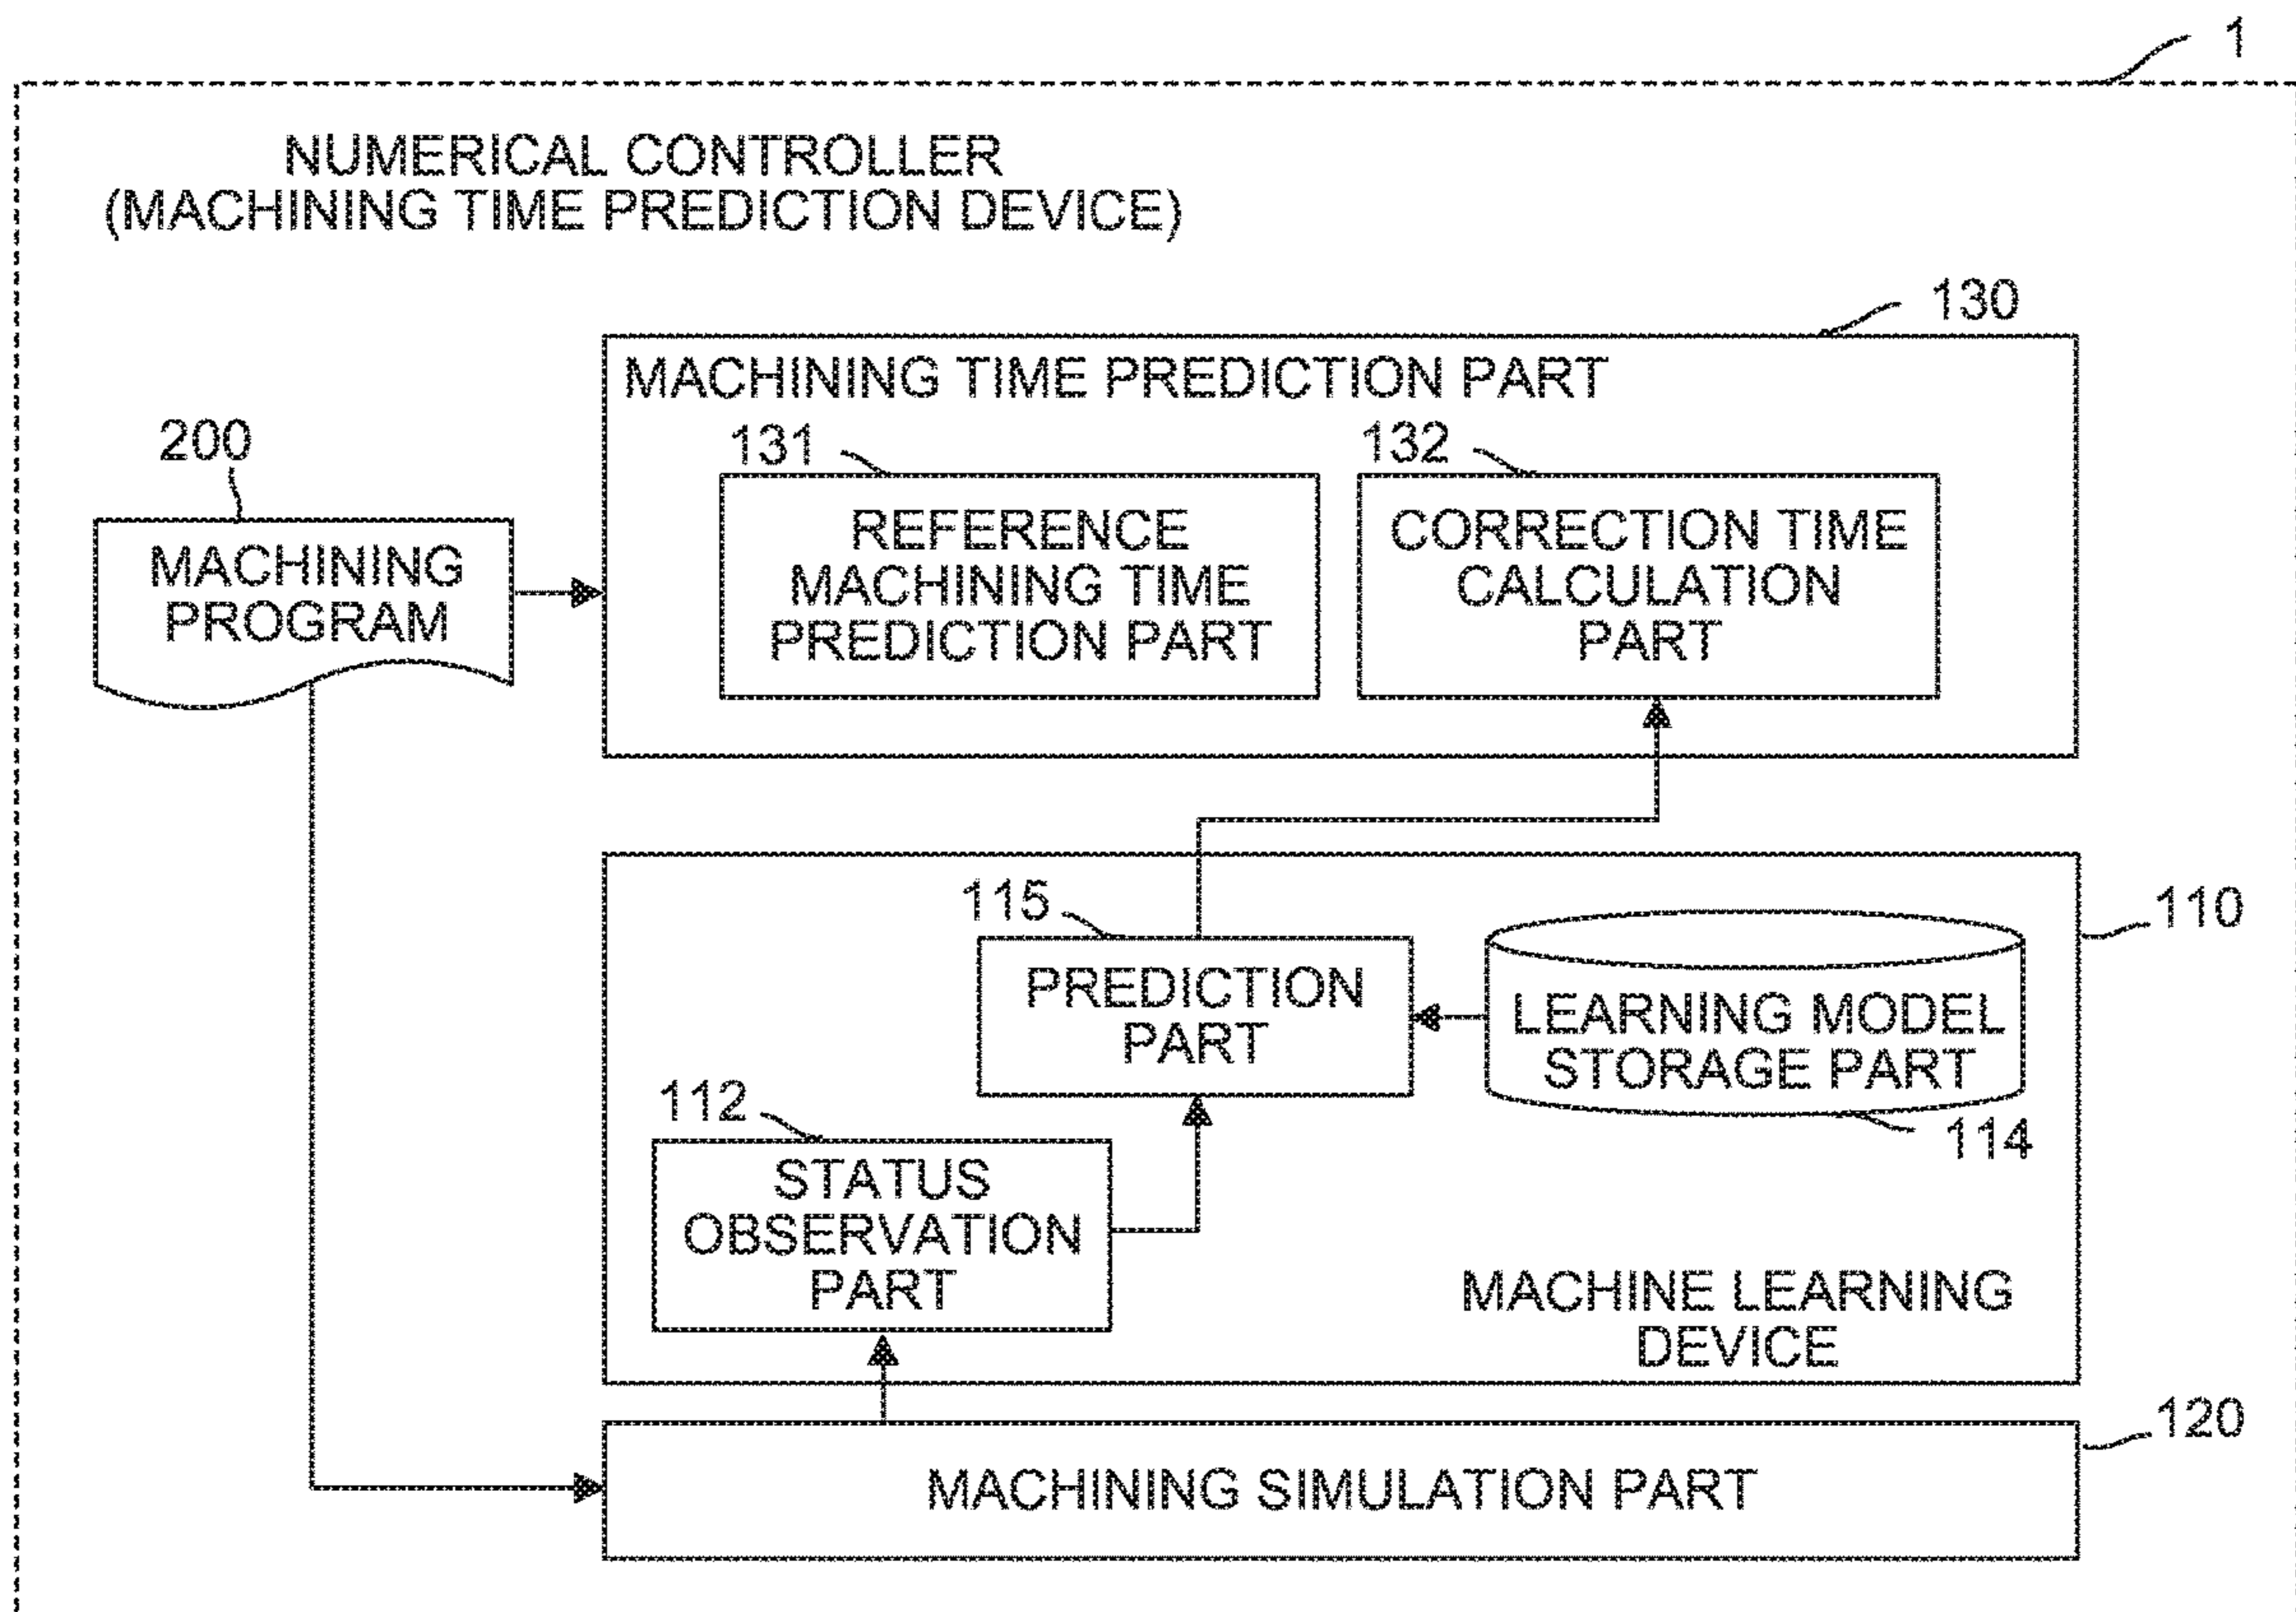 1
NUMERICAL CONTROLLER
(MACHINING TIME PREDICTION DEVICE)
130
MACHINING TIME PREDICTION PART
200
MACHINING
PROGRAM
131
REFERENCE
MACHINING TIME
PREDICTION PART
132
CORRECTION TIME
CALCULATION
PART
110
115
PREDICTION
PART
LEARNING MODEL
STORAGE PART
114
112
STATUS
OBSERVATION
PART
MACHINE LEARNING
DEVICE
120
MACHINING SIMULATION PART